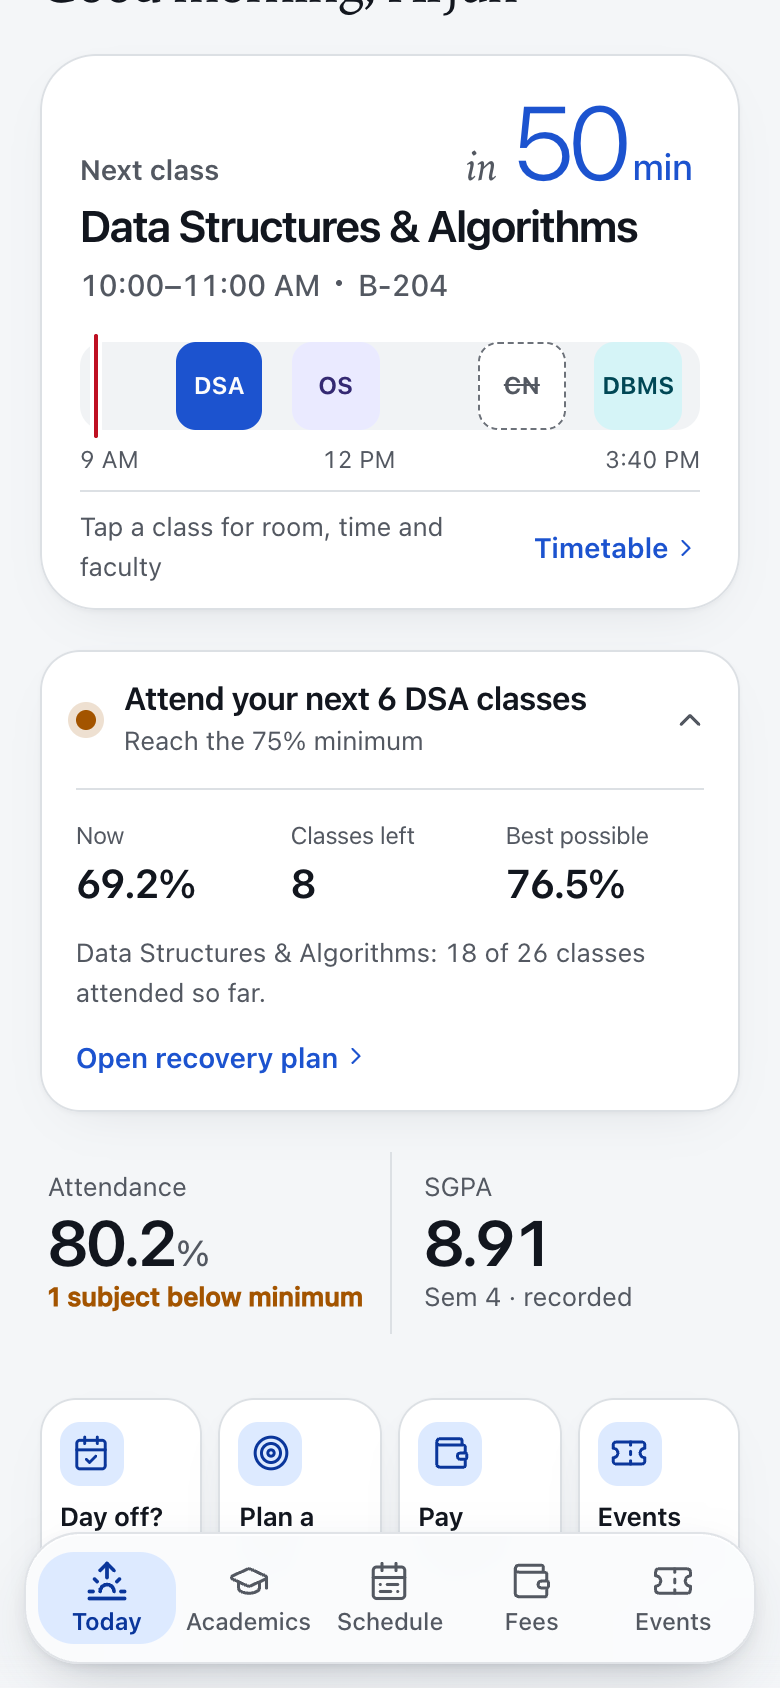 Good morning, Arjun
Next class
in 50 min
Data Structures & Algorithms
10:00–11:00 AM • B-204
DSA
OS
CN
DBMS
9 AM
12 PM
3:40 PM
Tap a class for room, time and
faculty
Timetable
Attend your next 6 DSA classes
Reach the 75% minimum
Now
Classes left
Best possible
69.2%
8
76.5%
Data Structures & Algorithms: 18 of 26 classes
attended so far.
Open recovery plan
Attendance
80.2%
1 subject below minimum
SGPA
8.91
Sem 4 · recorded
Day off?
Plan a
Pay
Events
Today
Academics
Schedule
Fees
Events